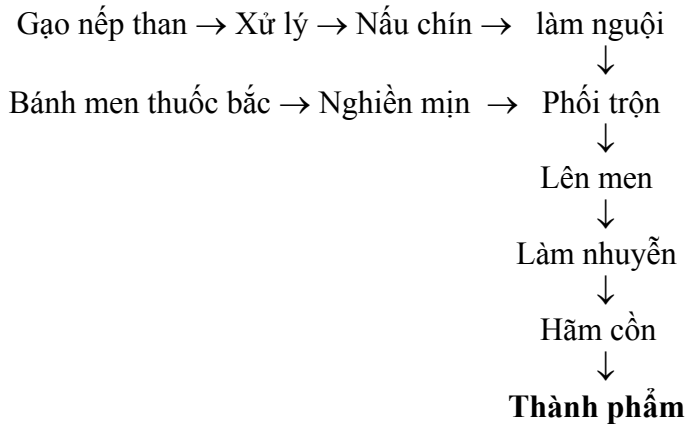 Gạo nếp than → Xử lý → Nấu chín → làm nguội
↓
Bánh men thuốc bắc → Nghiền mịn → Phối trộn
↓
Lên men
↓
Làm nhuyễn
↓
Hãm cồn
↓
Thành phẩm